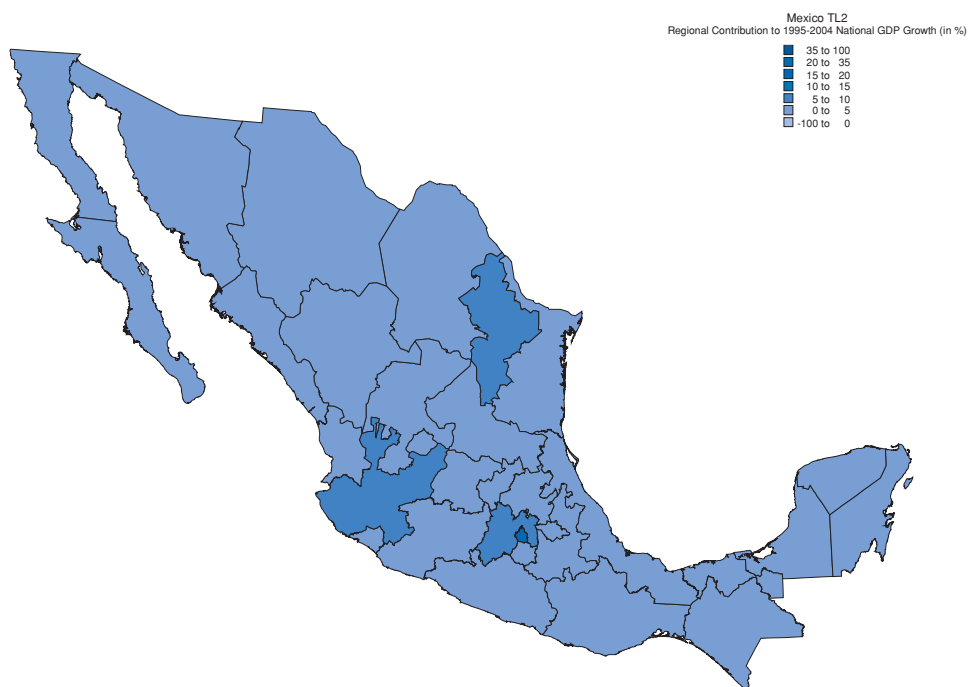 Mexico TL2
Regional Contribution to 1995-2004 National GDP Growth (in %)
35 to 100
20 to 35
15 to 20
10 to 15
5 to 10
0 to 5
-100 to 0